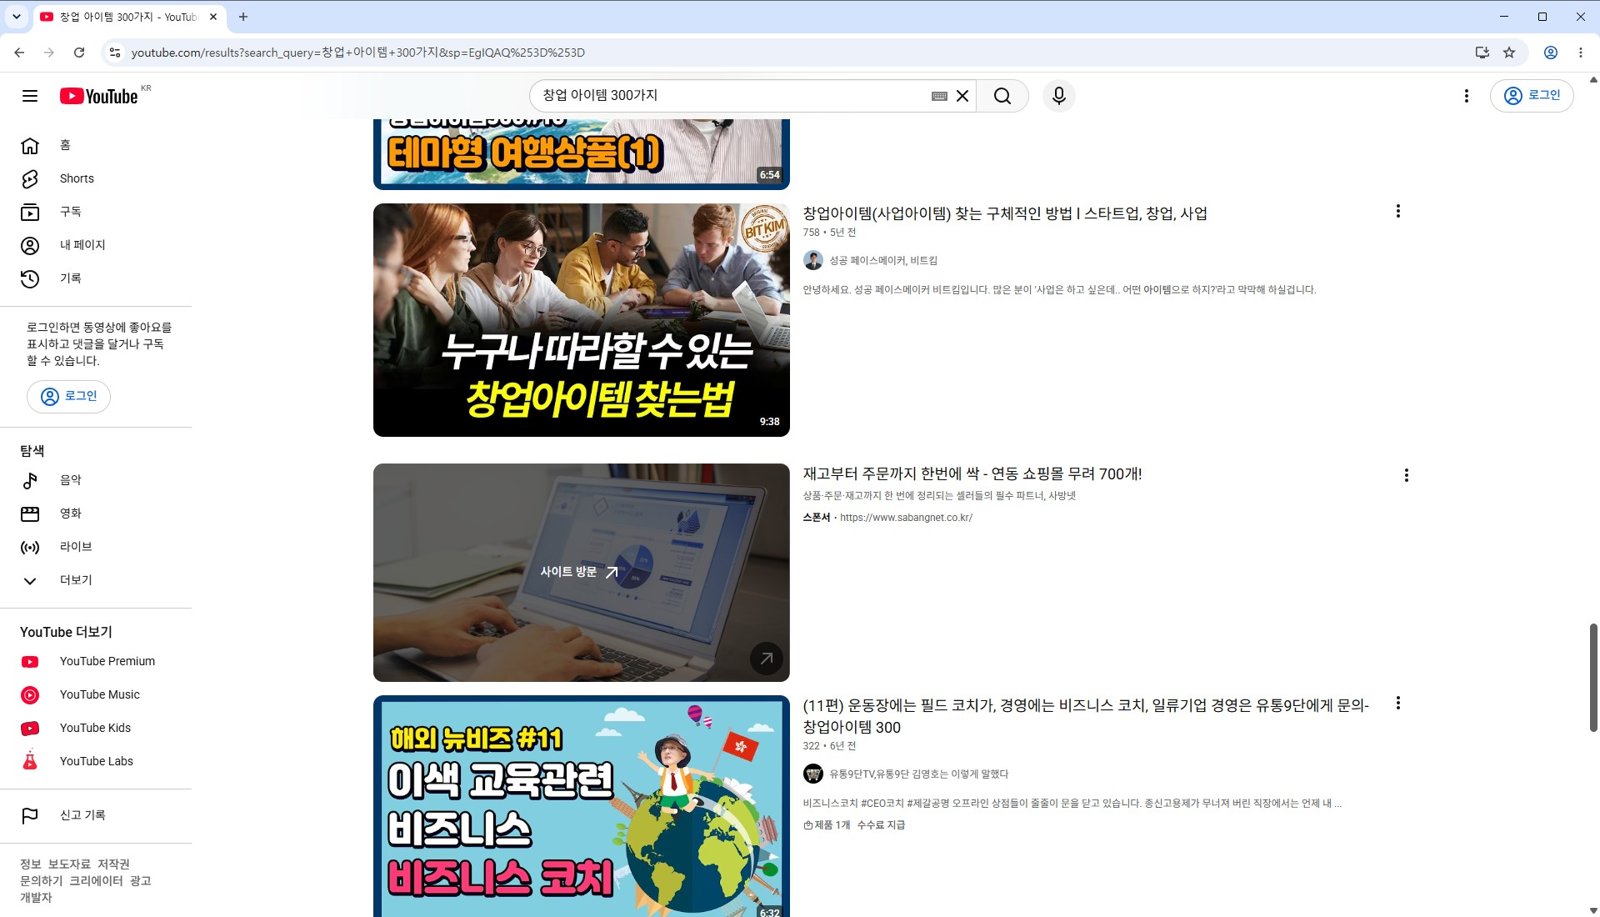 창업 아이템 300가지 - YouTub
youtube.com/results?search_query=창업+아이템+300가지&sp=EgIQAQ%253D%253D
YouTube KR
창업 아이템 300가지
로그인
홈
Shorts
구독
내 페이지
기록
로그인하면 동영상에 좋아요를
표시하고 댓글을 달거나 구독
할 수 있습니다.
로그인
탐색
음악
영화
라이브
더보기
YouTube 더보기
YouTube Premium
YouTube Music
YouTube Kids
YouTube Labs
신고 기록
정보 보도자료 저작권
문의하기 크리에이터 광고
개발자
테마형 여행상품(1)
6:54
BIT KIM
누구나 따라할 수 있는
창업아이템 찾는법
9:38
창업아이템(사업아이템) 찾는 구체적인 방법 l 스타트업, 창업, 사업
758 • 5년 전
성공 페이스메이커, 비트킴
안녕하세요. 성공 페이스메이커 비트킴입니다. 많은 분이 '사업은 하고 싶은데.. 어떤 아이템으로 하지?'라고 막막해 하실겁니다.
사이트 방문
재고부터 주문까지 한번에 싹 - 연동 쇼핑몰 무려 700개!
상품·주문·재고까지 한 번에 정리되는 셀러들의 필수 파트너, 사방넷
스폰서 · https://www.sabangnet.co.kr/
해외 뉴비즈 #11
이색 교육관련
비즈니스
비즈니스 코치
6:32
(11편) 운동장에는 필드 코치가, 경영에는 비즈니스 코치, 일류기업 경영은 유통9단에게 문의-
창업아이템 300
322 • 6년 전
유통9단TV,유통9단 김영호는 이렇게 말했다
비즈니스코치 #CEO코치 #제갈공명 오프라인 상점들이 줄줄이 문을 닫고 있습니다. 종신고용제가 무너져 버린 직장에서는 언제 내 ...
제품 1개 수수료 지급